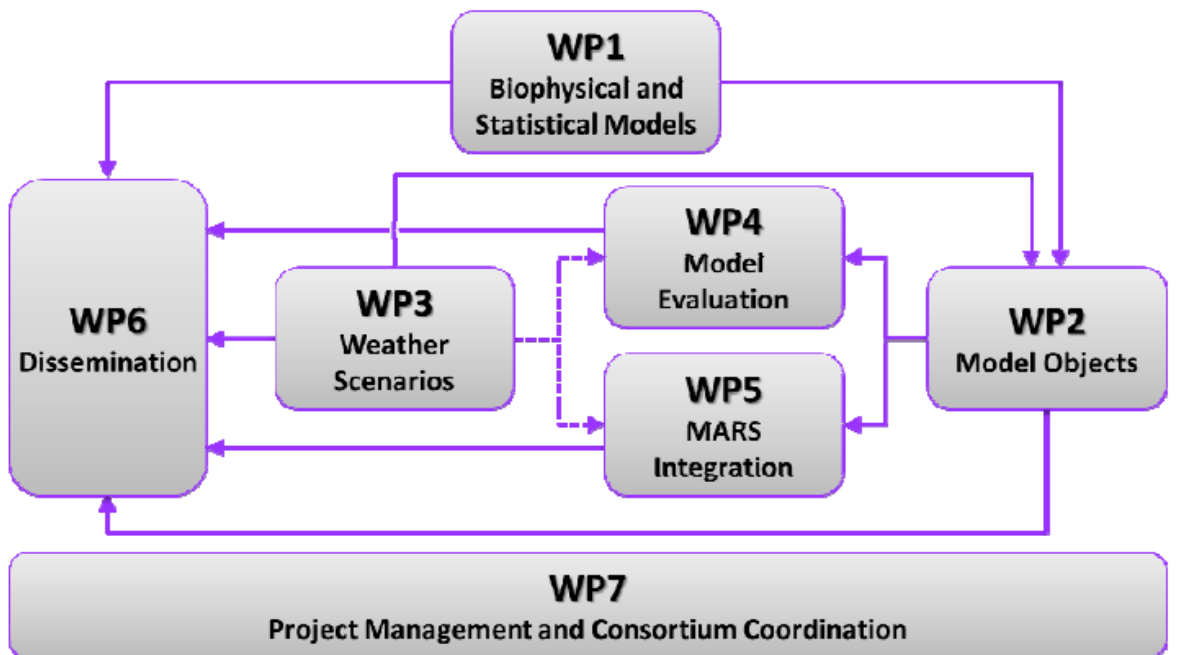 WP1
Biophysical and
Statistical Models
WP4
Model
Evaluation
WP6
Dissemination
WP3
Weather
Scenarios
WP2
Model Objects
WP5
MARS
Integration
WP7
Project Management and Consortium Coordination